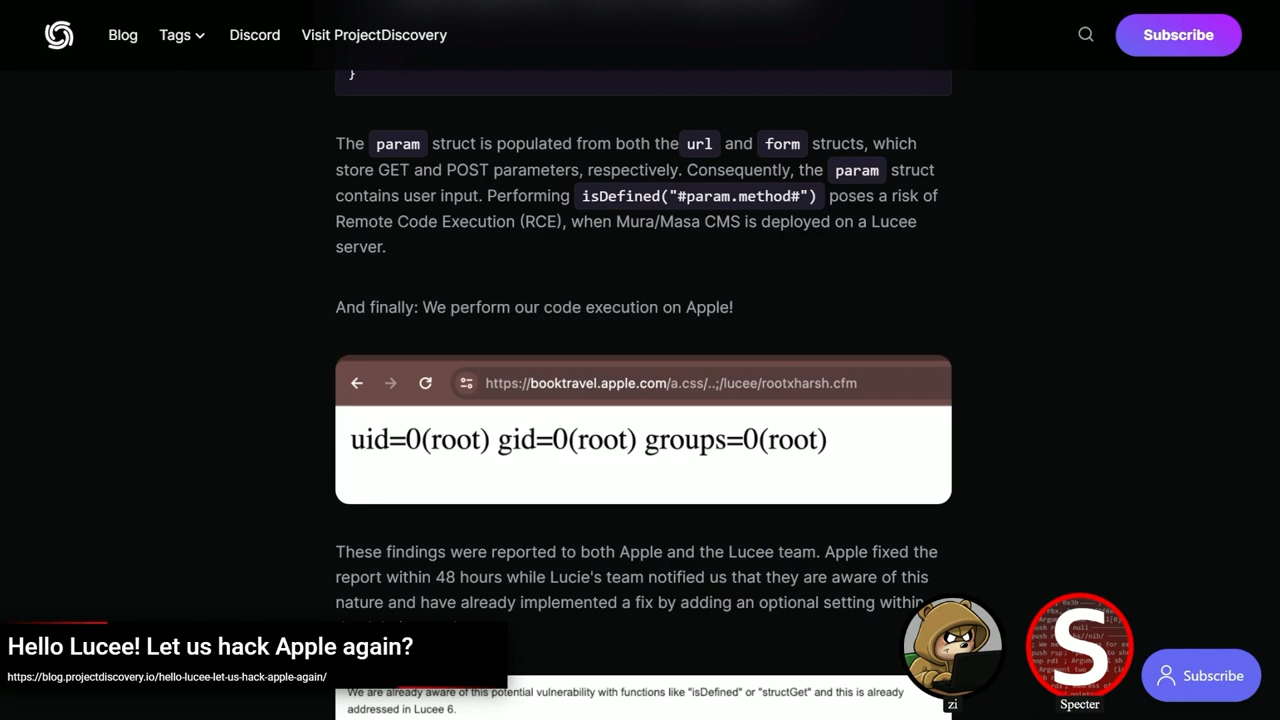 Blog
Tags
Discord
Visit ProjectDiscovery
Subscribe
}
The param struct is populated from both the url and form structs, which
store GET and POST parameters, respectively. Consequently, the param struct
contains user input. Performing isDefined("#param.method#") poses a risk of
Remote Code Execution (RCE), when Mura/Masa CMS is deployed on a Lucee
server.
And finally: We perform our code execution on Apple!
https://booktravel.apple.com/a.css/..;/lucee/rootxharsh.cfm
uid=0(root) gid=0(root) groups=0(root)
These findings were reported to both Apple and the Lucee team. Apple fixed the
report within 48 hours while Lucie's team notified us that they are aware of this
nature and have already implemented a fix by adding an optional setting within
Hello Lucee! Let us hack Apple again?
https://blog.projectdiscovery.io/hello-lucee-let-us-hack-apple-again/
We are already aware of this potential vulnerability with functions like "isDefined" or "structGet" and this is already
addressed in Lucee 6.
S
zi
Specter
Subscribe